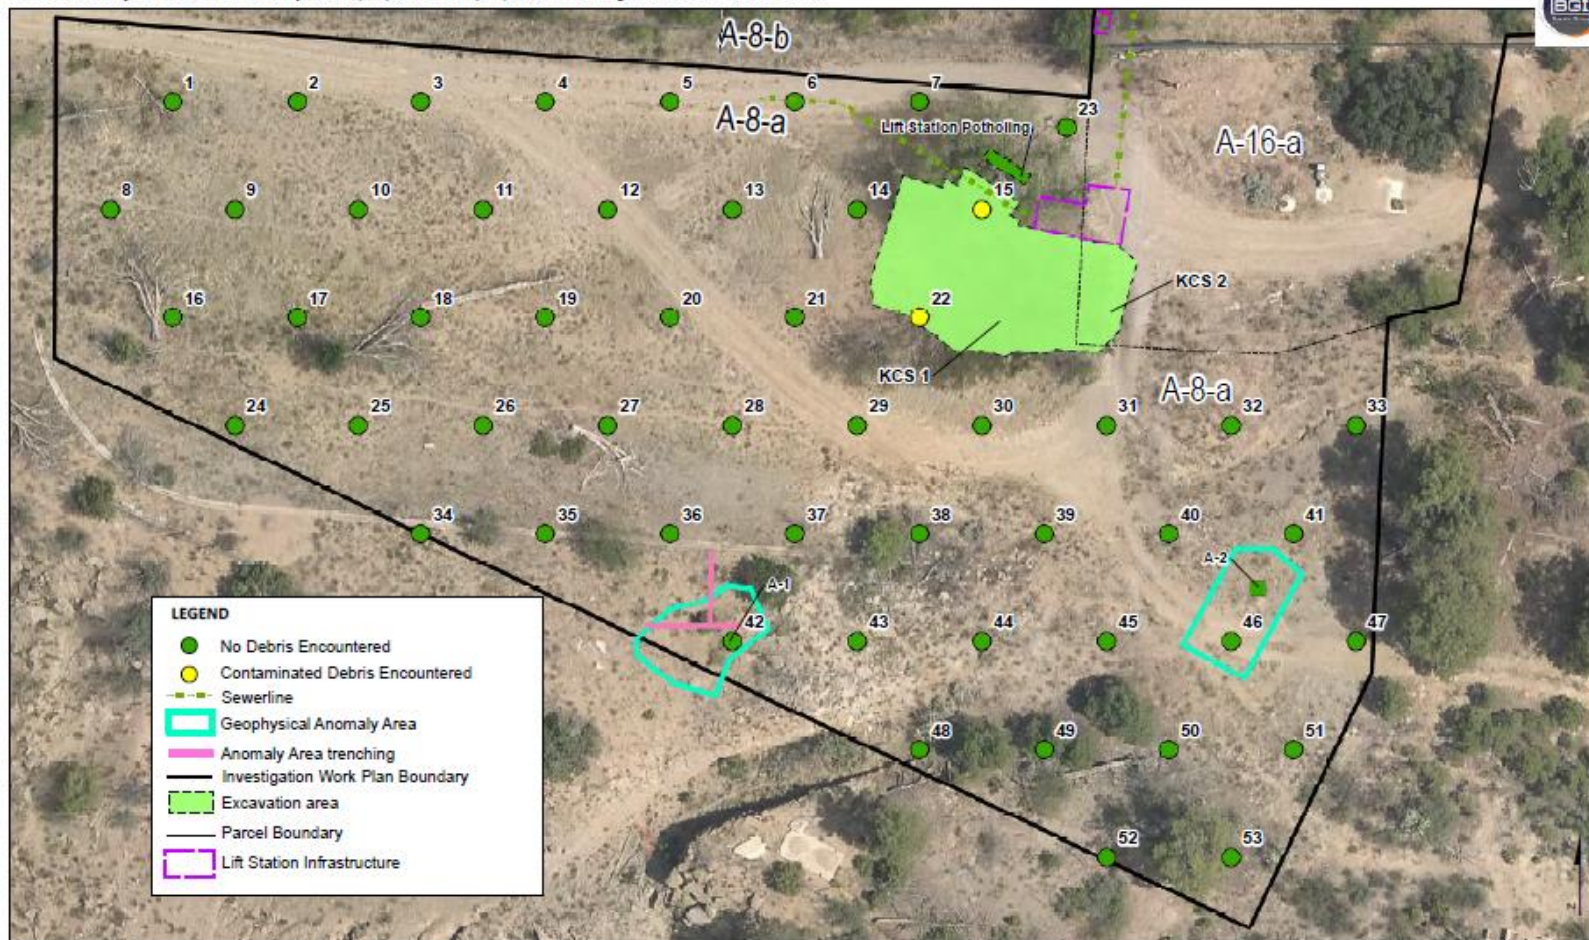 BGI
A-8-b
1
2
3
4
5
6
7
A-8-a
23
Lift Station Potholing
A-16-a
8
9
10
11
12
13
14
15
16
17
18
19
20
21
22
KCS 2
KCS 1
A-8-a
24
25
26
27
28
29
30
31
32
33
34
35
36
37
38
39
40
41
A-1
A-2
42
43
44
45
46
47
48
49
50
51
52
53
LEGEND
No Debris Encountered
Contaminated Debris Encountered
Sewerline
Geophysical Anomaly Area
Anomaly Area trenching
Investigation Work Plan Boundary
Excavation area
Parcel Boundary
Lift Station Infrastructure